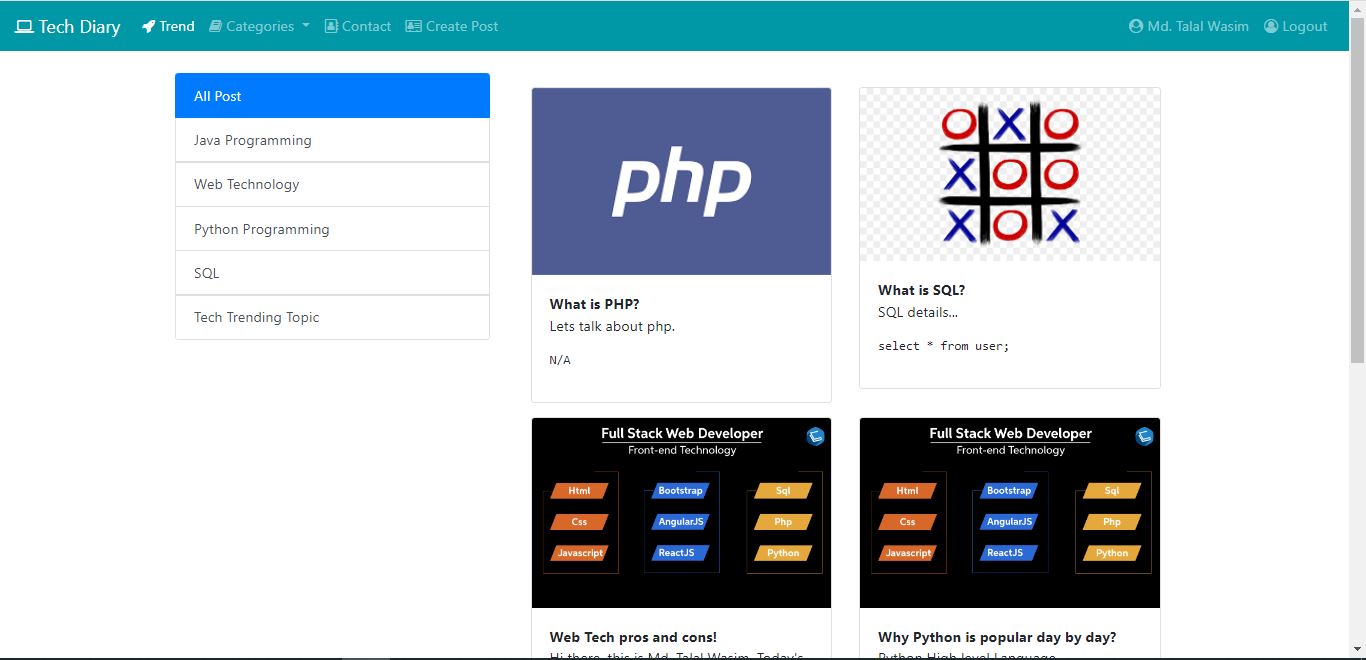 Tech Diary Trend Categories Contact Create Post Md. Talal Wasim Logout
All Post
Java Programming
Web Technology
Python Programming
SQL
Tech Trending Topic
php
What is PHP?
Lets talk about php.
N/A
O X O
X O O
X O X
What is SQL?
SQL details...
select * from user;
Full Stack Web Developer
Front-end Technology
Html Bootstrap Sql
Css AngularJS Php
Javascript ReactJS Python
Web Tech pros and cons!
Hi there, this is Md. Talal Wasim. Today's
Full Stack Web Developer
Front-end Technology
Html Bootstrap Sql
Css AngularJS Php
Javascript ReactJS Python
Why Python is popular day by day?
Python High level Language